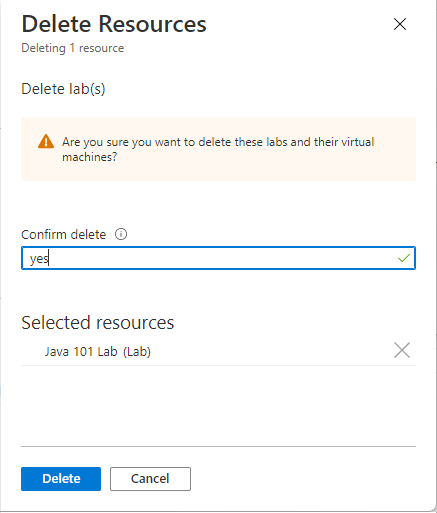 Delete Resources
Deleting 1 resource
Delete lab(s)
Are you sure you want to delete these labs and their virtual
machines?
Confirm delete
yes
Selected resources
Java 101 Lab (Lab)
Delete Cancel